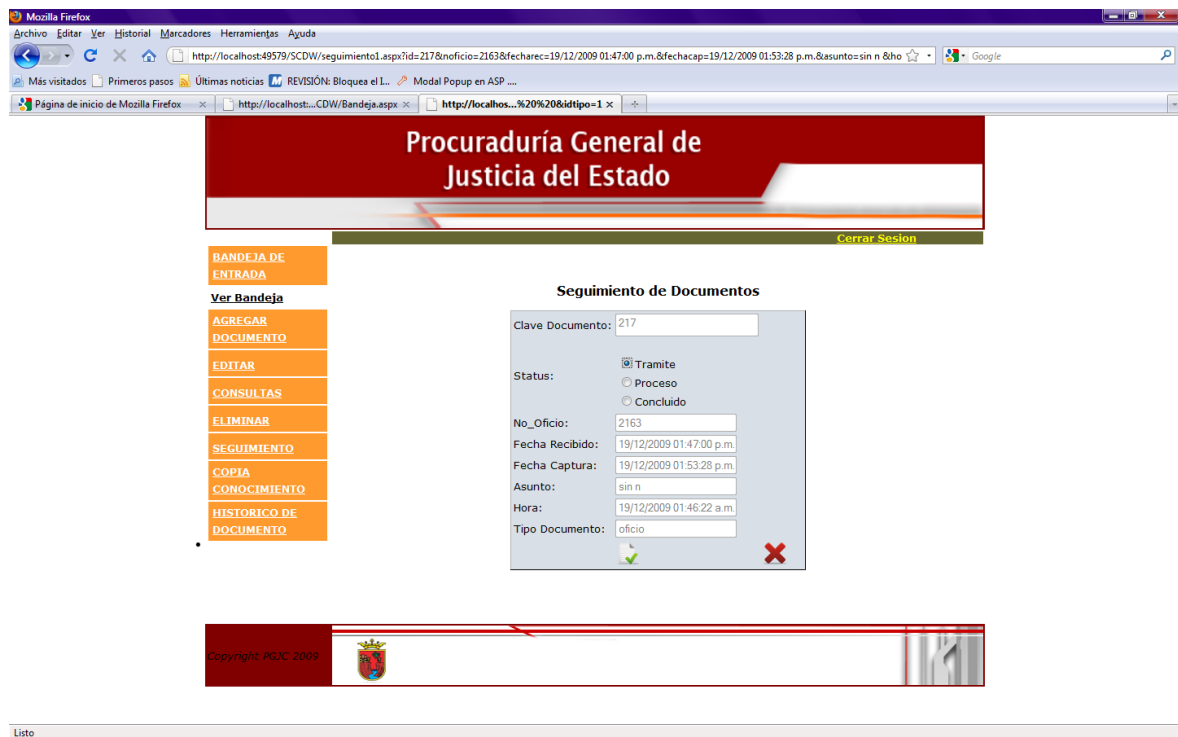 Mozilla Firefox
Archivo Editar Ver Historial Marcadores Herramientas Ayuda
http://localhost:49579/SCDW/seguimiento1.aspx?id=217&noficio=2163&fecharec=19/12/2009 01:47:00 p.m.&fechacap=19/12/2009 01:53:28 p.m.&asunto=sin n &ho
Google
Más visitados Primeros pasos Últimas noticias REVISIÓN: Bloquea el I... Modal Popup en ASP ....
Página de inicio de Mozilla Firefox http://localhost:...CDW/Bandeja.aspx http://localhos...%20%20&idtipo=1
Procuraduría General de
Justicia del Estado
Cerrar Sesion
BANDEJA DE
ENTRADA
Ver Bandeja
AGREGAR
DOCUMENTO
EDITAR
CONSULTAS
ELIMINAR
SEGUIMIENTO
COPIA
CONOCIMIENTO
HISTORICO DE
DOCUMENTO
Seguimiento de Documentos
Clave Documento: 217
Status:
Tramite
Proceso
Concluido
No_Oficio: 2163
Fecha Recibido: 19/12/2009 01:47:00 p.m.
Fecha Captura: 19/12/2009 01:53:28 p.m.
Asunto: sin n
Hora: 19/12/2009 01:46:22 a.m.
Tipo Documento: oficio
Copyright PGJC 2009
Listo